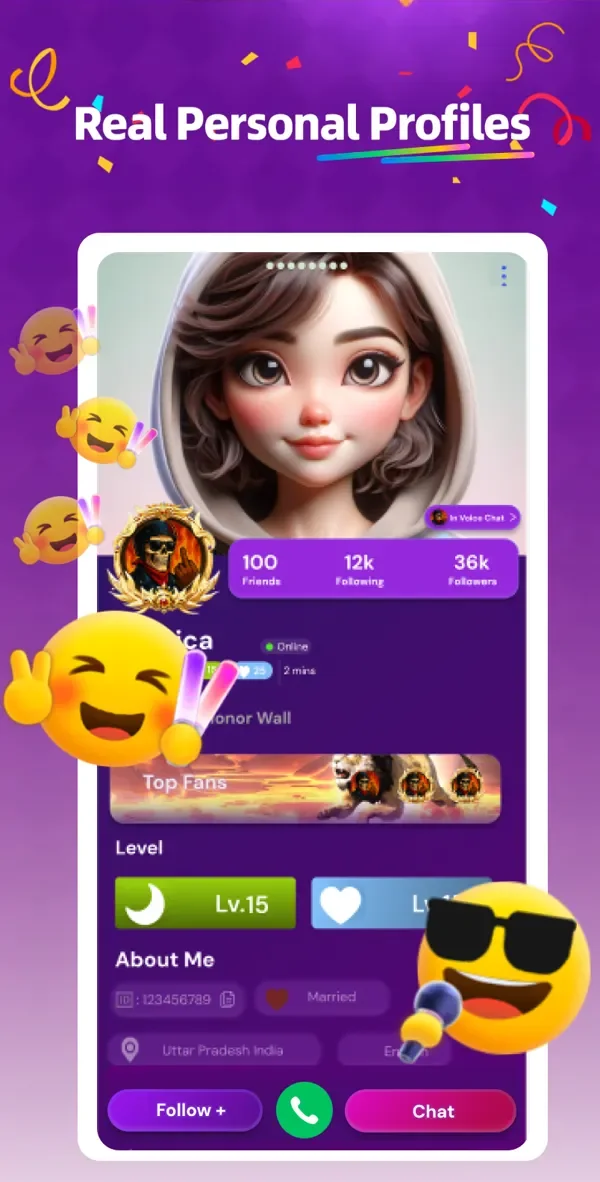 Real Personal Profiles
In Voice Chat
100 12k 36k
Friends Following Followers
Online
25 2 mins
Top Fans
Level
Lv.15
About Me
ID : 123456789 Married
Uttar Pradesh India
Follow + Chat